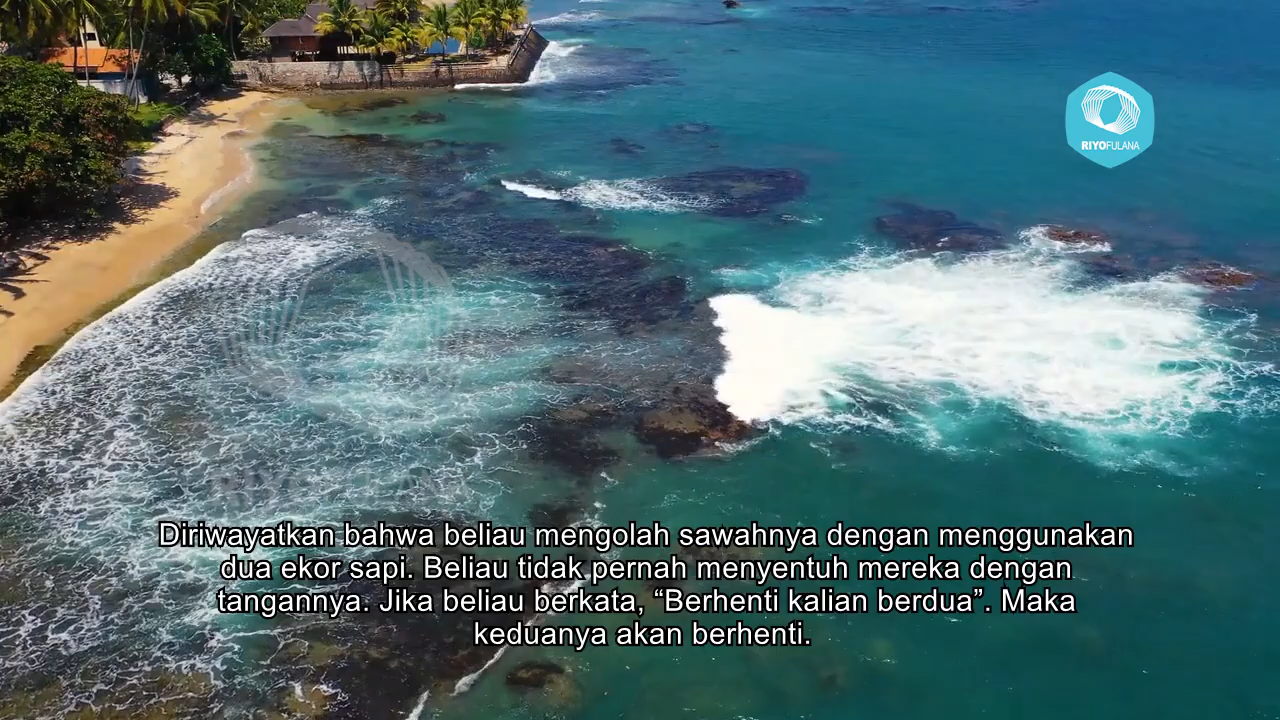 RIYOFULANA
RIYOFULANA
Diriwayatkan bahwa beliau mengolah sawahnya dengan menggunakan
dua ekor sapi. Beliau tidak pernah menyentuh mereka dengan
tangannya. Jika beliau berkata, “Berhenti kalian berdua”. Maka
keduanya akan berhenti.